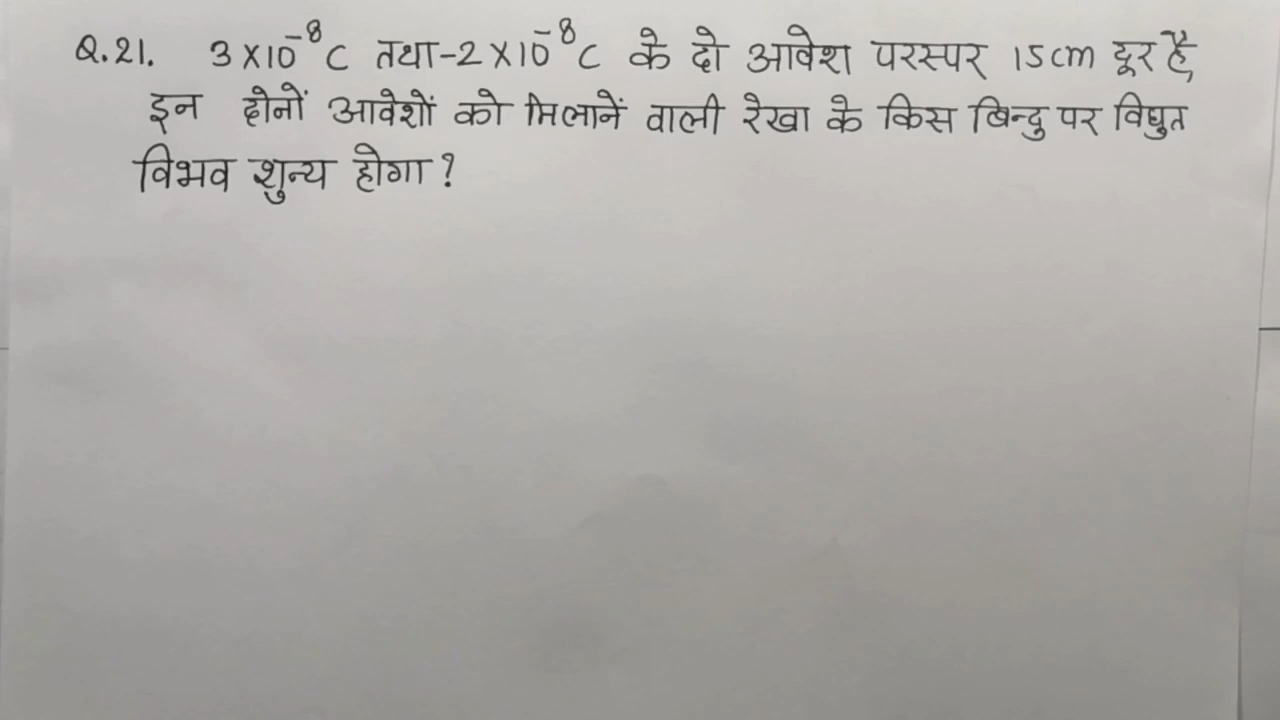 Q.21. 3×10⁻⁸C तथा -2×10⁻⁸C के दो आवेश परस्पर 15cm दूर है,
इन दोनों आवेशों को मिलानें वाली रेखा के किस बिन्दु पर विधुत
विभव शुन्य होगा?